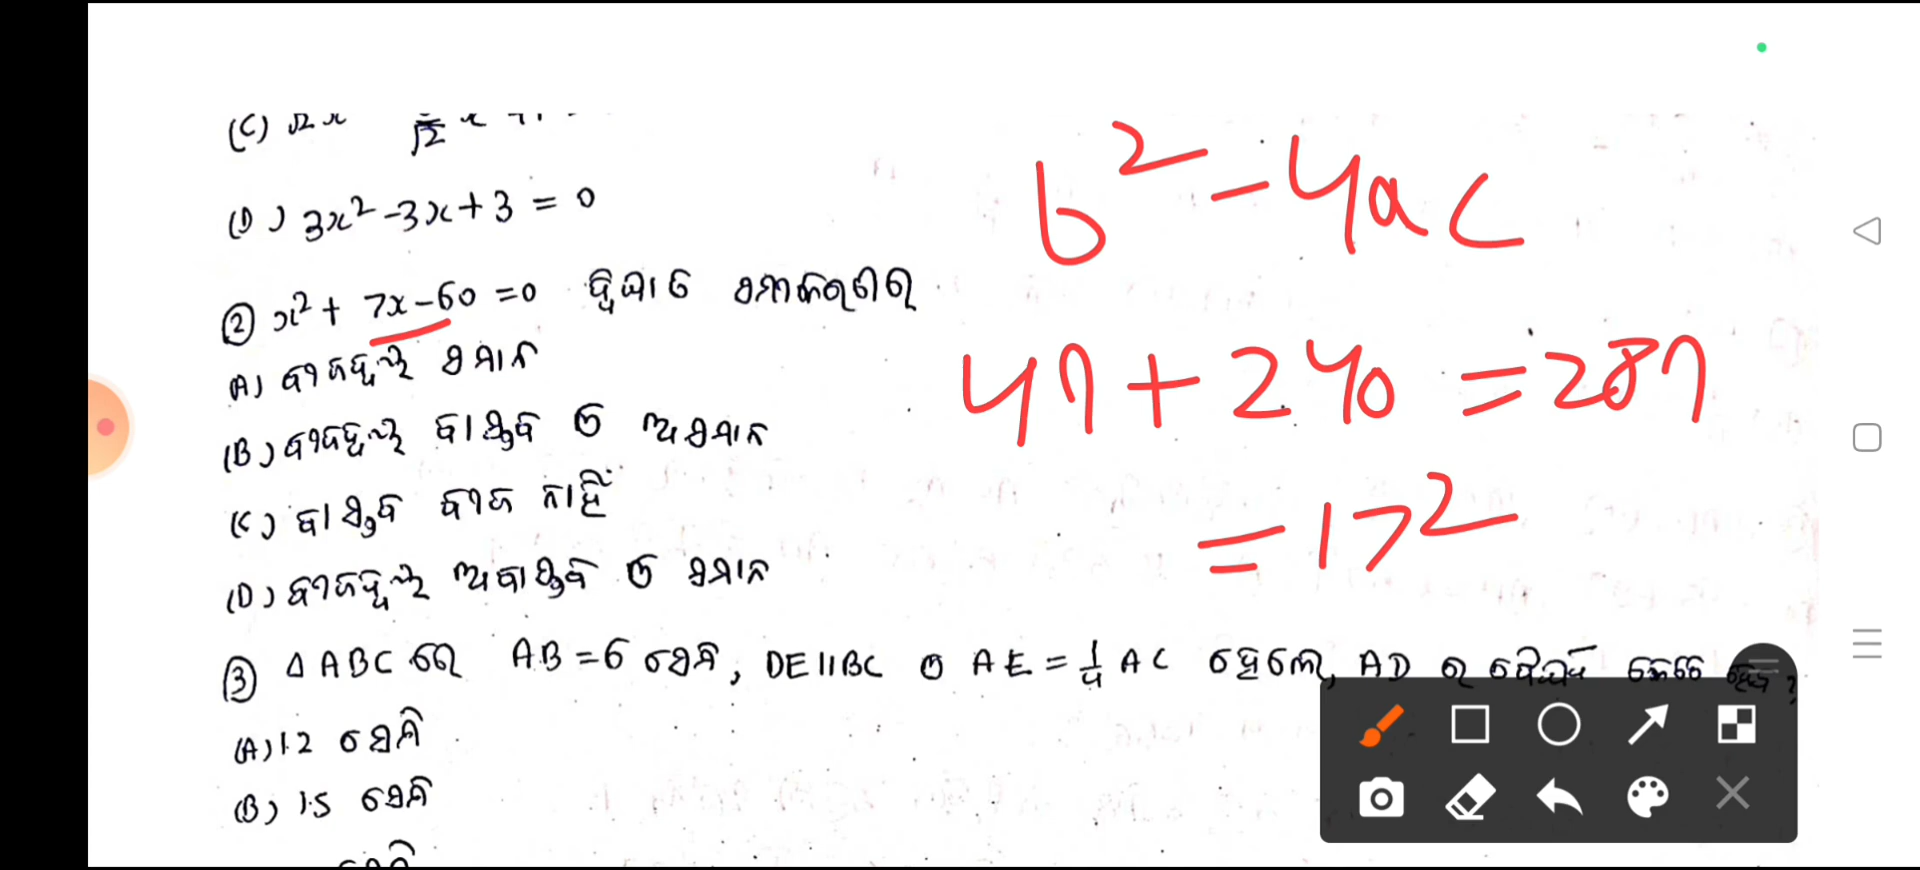 (C)
(D) 3x² - 3x + 3 = 0
② x² + 7x - 60 = 0 ଦ୍ୱିଘାତ ସମୀକରଣର
(A) ବୀଜଦ୍ୱୟ ସମାନ
(B) ବୀଜଦ୍ୱୟ ବାସ୍ତବ ଓ ଅସମାନ
(C) ବାସ୍ତବ ବୀଜ ନାହିଁ
(D) ବୀଜଦ୍ୱୟ ଅବାସ୍ତବ ଓ ସମାନ
③ Δ ABC ରେ AB = 6 ସେମି, DE || BC ଓ AE = 1/4 AC ହେଲେ, AD ର ଦୈର୍ଘ୍ୟ କେତେ ହେବ ?
(A) 1.2 ସେମି
(B) 1.5 ସେମି
b² - 4ac
49 + 240 = 289
= 17²